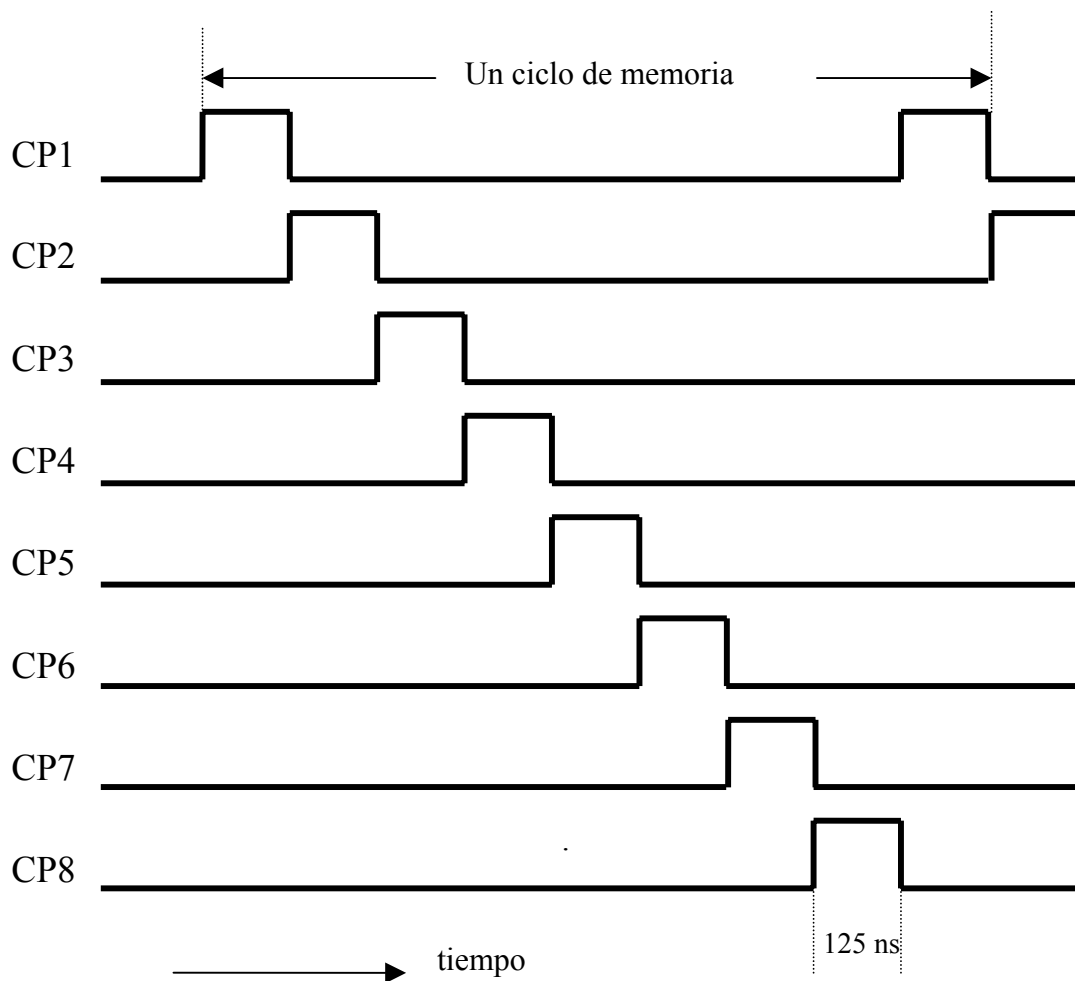 Un ciclo de memoria
CP1
CP2
CP3
CP4
CP5
CP6
CP7
CP8
125 ns
tiempo